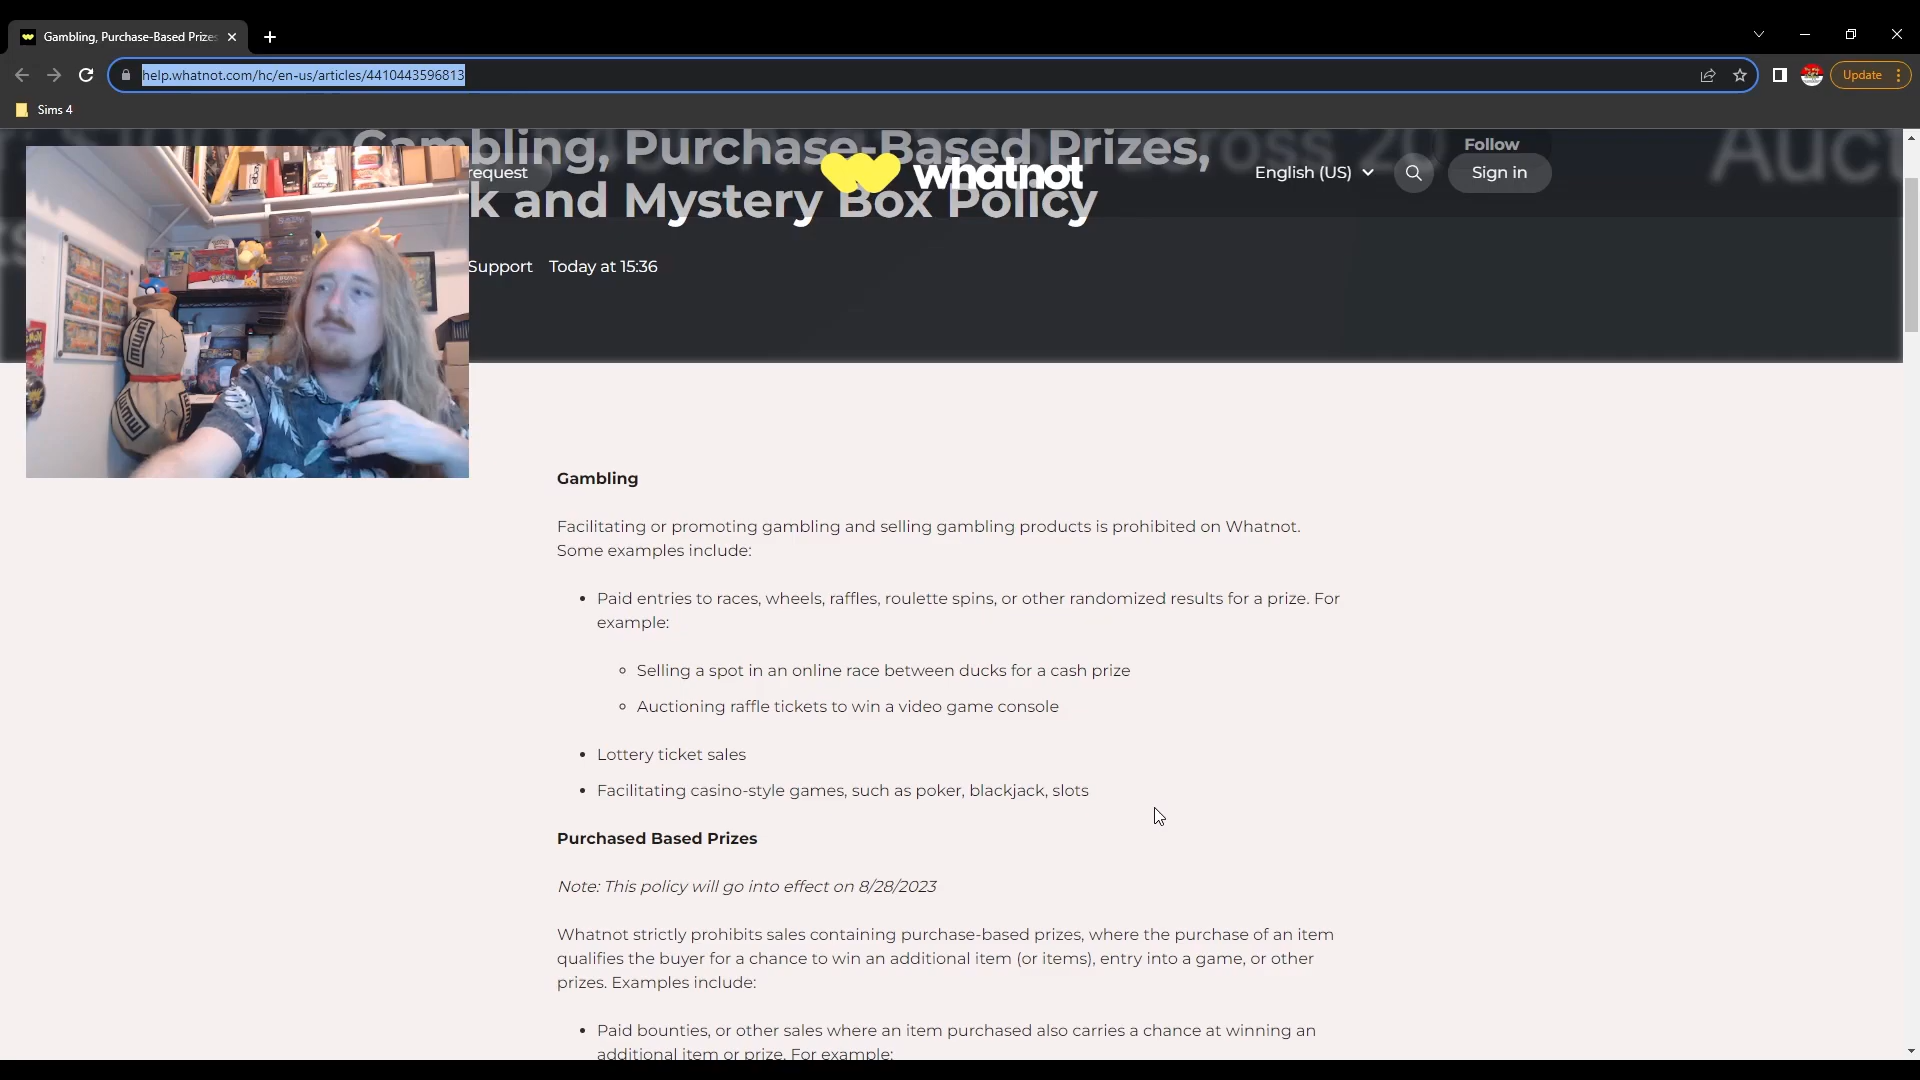 Gambling, Purchase-Based Prizes
help.whatnot.com/hc/en-us/articles/4410443596813
Update
Sims 4
Gambling, Purchase-Based Prizes,
k and Mystery Box Policy
request
whatnot
English (US)
Follow
Sign in
Support Today at 15:36
Gambling
Facilitating or promoting gambling and selling gambling products is prohibited on Whatnot.
Some examples include:
• Paid entries to races, wheels, raffles, roulette spins, or other randomized results for a prize. For
example:
◦ Selling a spot in an online race between ducks for a cash prize
◦ Auctioning raffle tickets to win a video game console
• Lottery ticket sales
• Facilitating casino-style games, such as poker, blackjack, slots
Purchased Based Prizes
Note: This policy will go into effect on 8/28/2023
Whatnot strictly prohibits sales containing purchase-based prizes, where the purchase of an item
qualifies the buyer for a chance to win an additional item (or items), entry into a game, or other
prizes. Examples include:
• Paid bounties, or other sales where an item purchased also carries a chance at winning an
additional item or prize. For example: